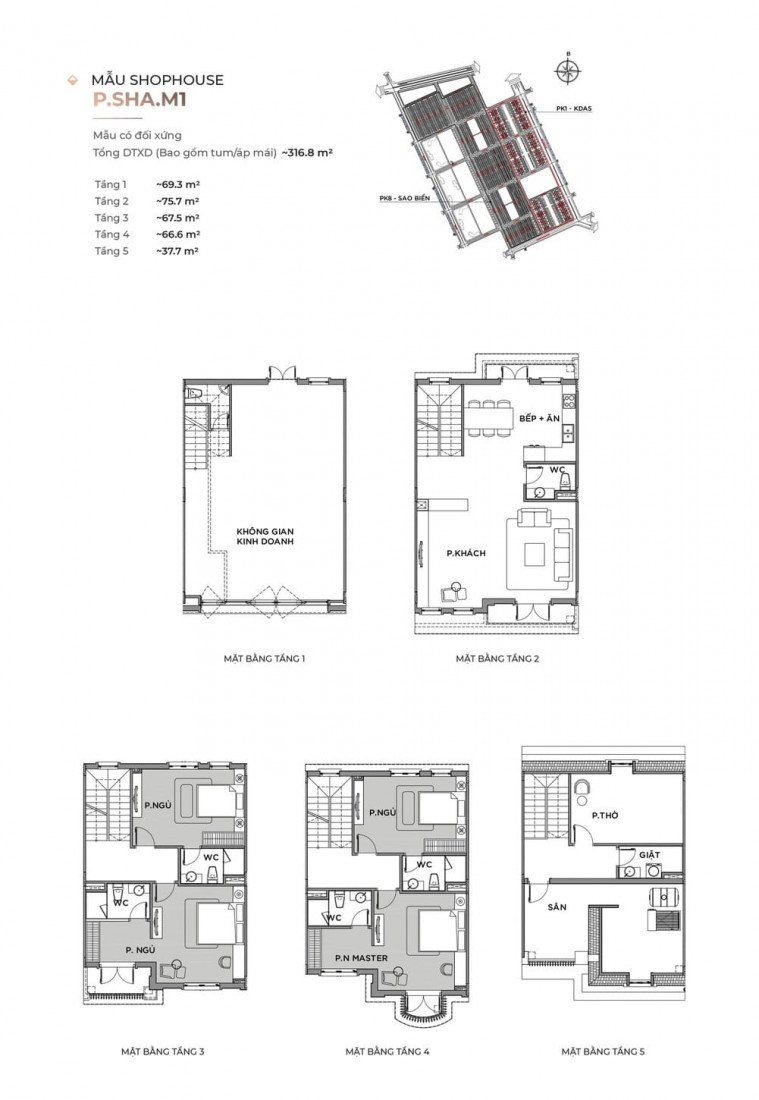 MẪU SHOPHOUSE
P.SHA.M1
Mẫu có đối xứng
Tổng DTXD (Bao gồm tum/áp mái) ~316.8 m²
Tầng 1 ~69.3 m²
Tầng 2 ~75.7 m²
Tầng 3 ~67.5 m²
Tầng 4 ~66.6 m²
Tầng 5 ~37.7 m²
B
PK1 - KDAS
PK8 - SAO BIỂN
KHÔNG GIAN
KINH DOANH
MẶT BẰNG TẦNG 1
BẾP + ĂN
WC
P.KHÁCH
MẶT BẰNG TẦNG 2
P.NGỦ
WC
WC
P. NGỦ
MẶT BẰNG TẦNG 3
P.NGỦ
WC
WC
P.N MASTER
MẶT BẰNG TẦNG 4
P.THỜ
GIẶT
SÂN
MẶT BẰNG TẦNG 5